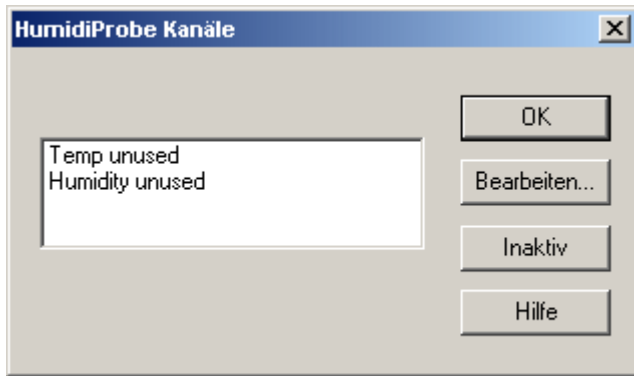 HumidiProbe Kanäle
Temp unused
Humidity unused
OK
Bearbeiten...
Inaktiv
Hilfe